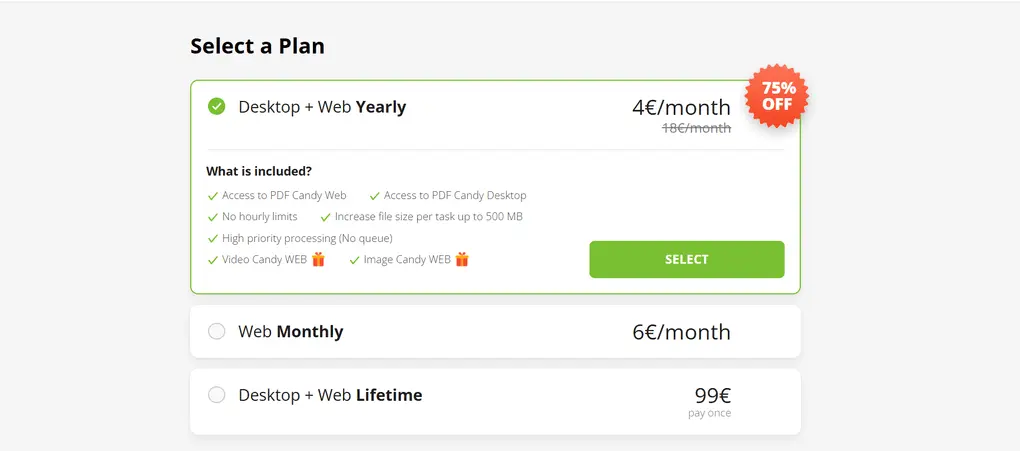 Select a Plan
75%
OFF
Desktop + Web Yearly
4€/month
18€/month
What is included?
Access to PDF Candy Web
Access to PDF Candy Desktop
No hourly limits
Increase file size per task up to 500 MB
High priority processing (No queue)
Video Candy WEB
Image Candy WEB
SELECT
Web Monthly
6€/month
Desktop + Web Lifetime
99€
pay once